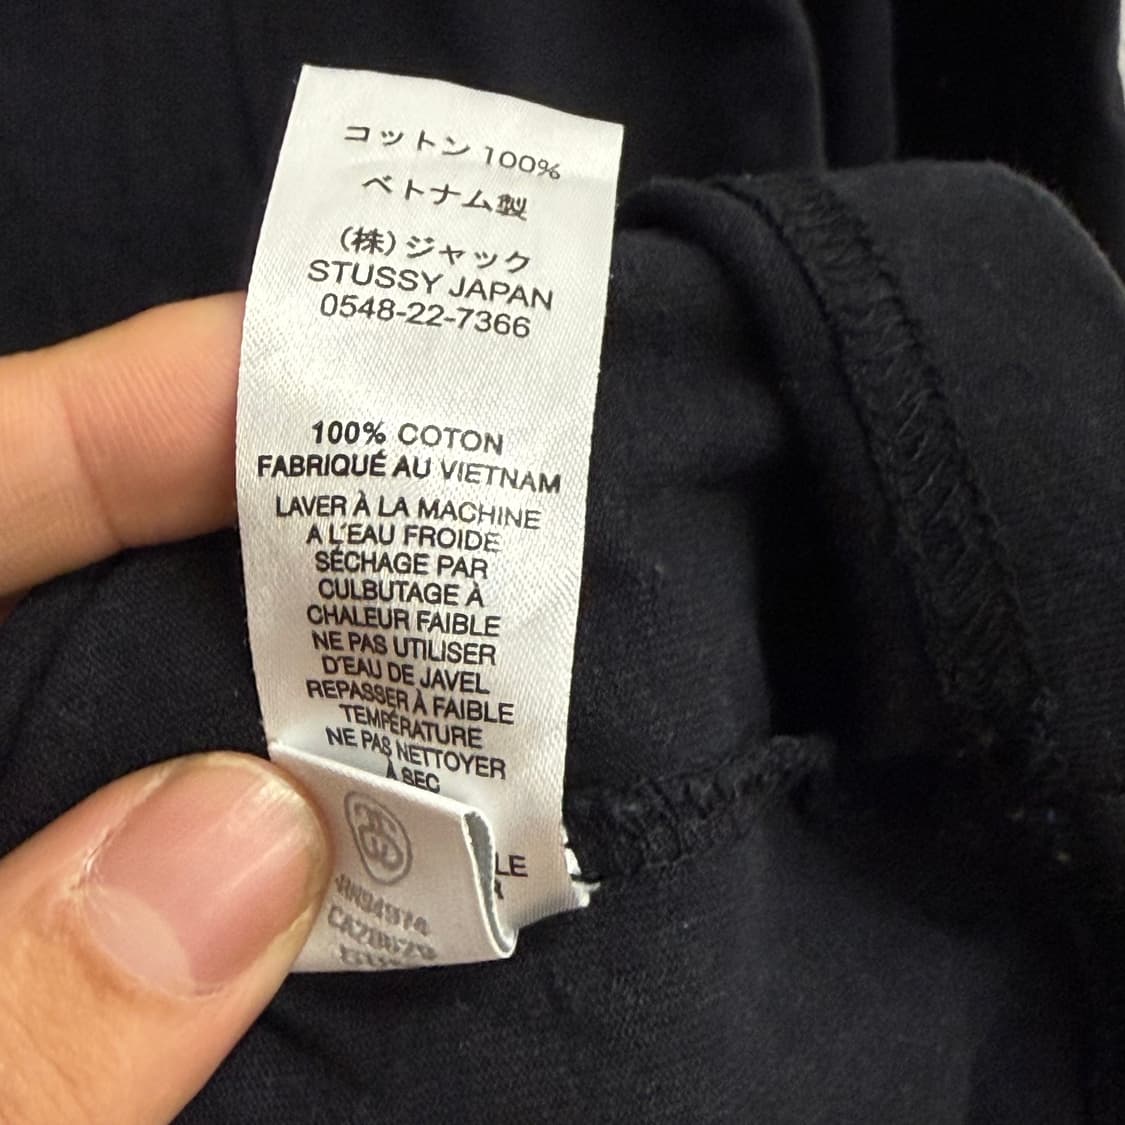 コットン 100%
ベトナム製
(株)ジャック
STUSSY JAPAN
0548-22-7366
100% COTON
FABRIQUÉ AU VIETNAM
LAVER À LA MACHINE
A L'EAU FROIDE
SÉCHAGE PAR
CULBUTAGE À
CHALEUR FAIBLE
NE PAS UTILISER
D'EAU DE JAVEL
REPASSER À FAIBLE
TEMPÉRATURE
NE PAS NETTOYER
À SEC
LE